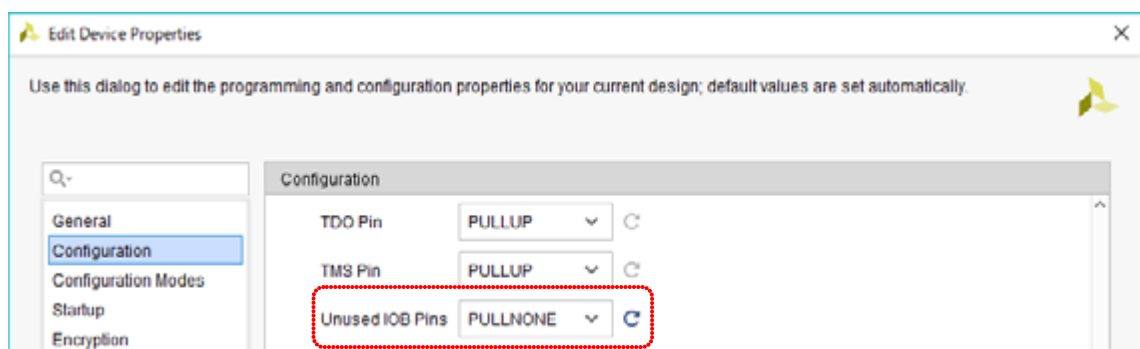 Edit Device Properties
Use this dialog to edit the programming and configuration properties for your current design; default values are set automatically.
Configuration
General
Configuration
Configuration Modes
Startup
Encryption
TDO Pin PULLUP
TMS Pin PULLUP
Unused IOB Pins PULLNONE